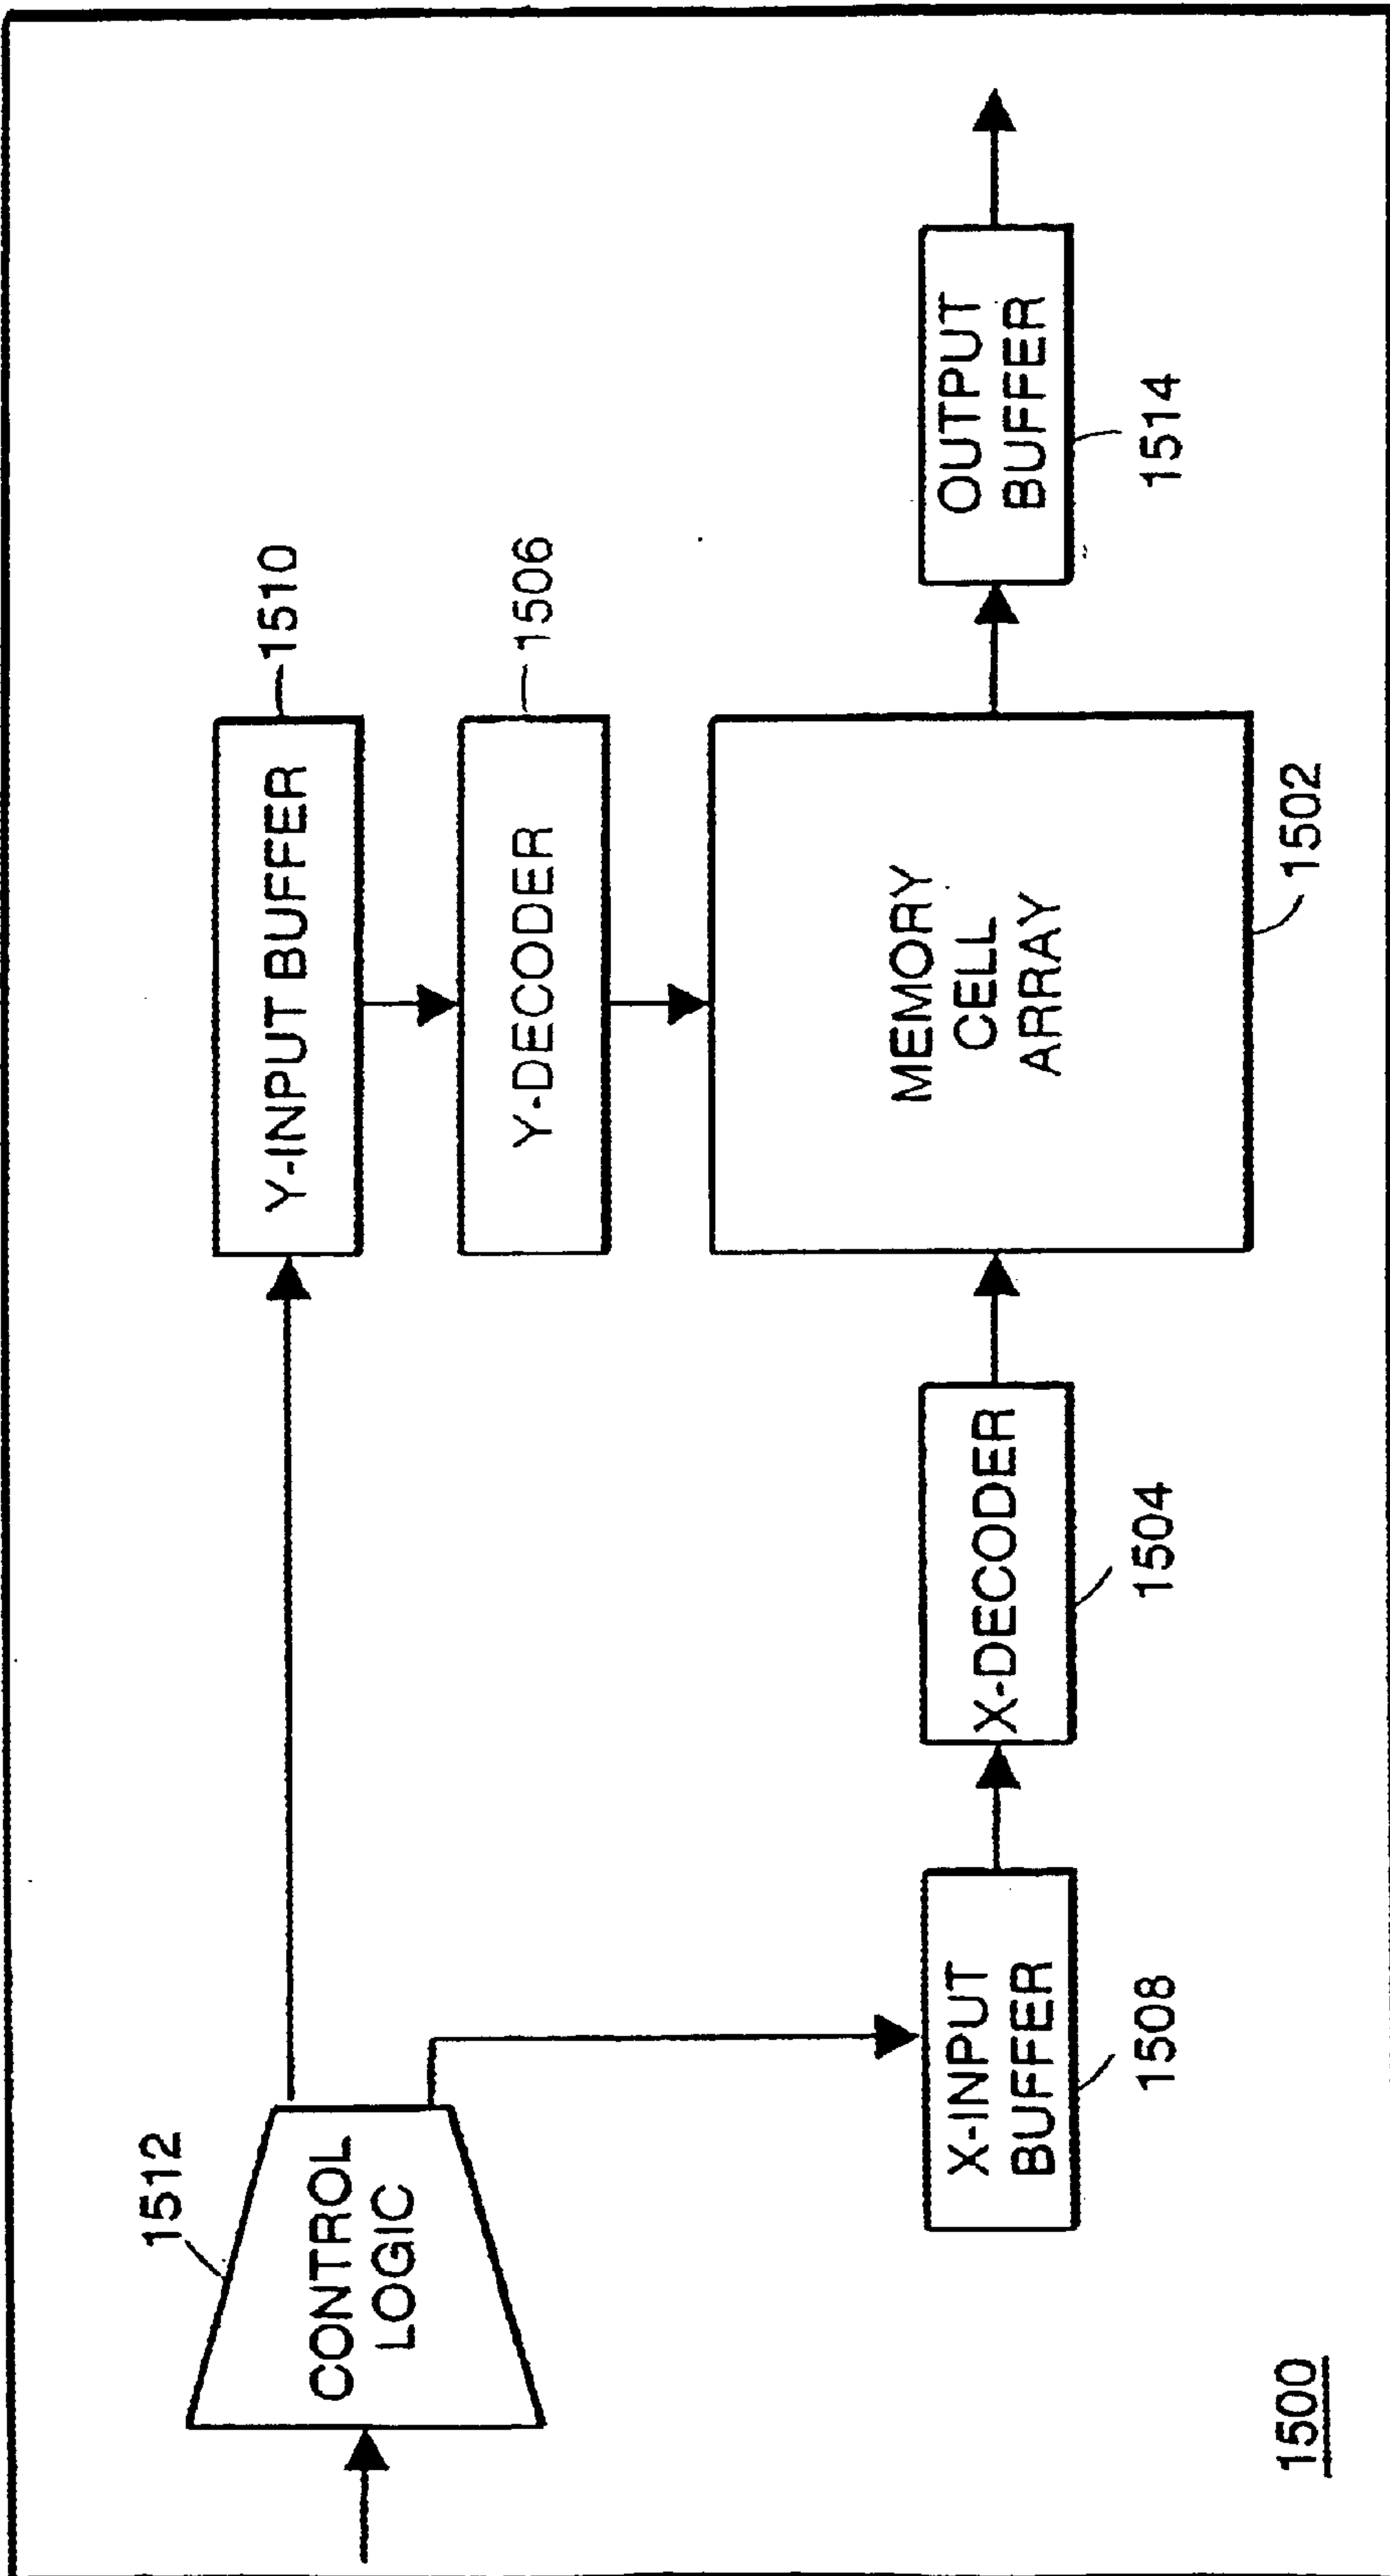 1512
CONTROL
LOGIC
Y-INPUT BUFFER
1510
Y-DECODER
1506
X-INPUT
BUFFER
1508
X-DECODER
1504
MEMORY
CELL
ARRAY
1502
OUTPUT
BUFFER
1514
1500